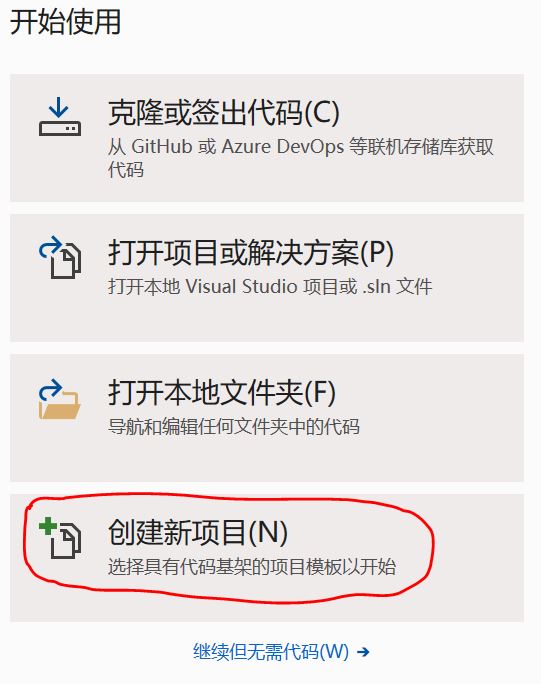 开始使用
克隆或签出代码(C)
从 GitHub 或 Azure DevOps 等联机存储库获取
代码
打开项目或解决方案(P)
打开本地 Visual Studio 项目或 .sln 文件
打开本地文件夹(F)
导航和编辑任何文件夹中的代码
创建新项目(N)
选择具有代码基架的项目模板以开始
继续但无需代码(W) →